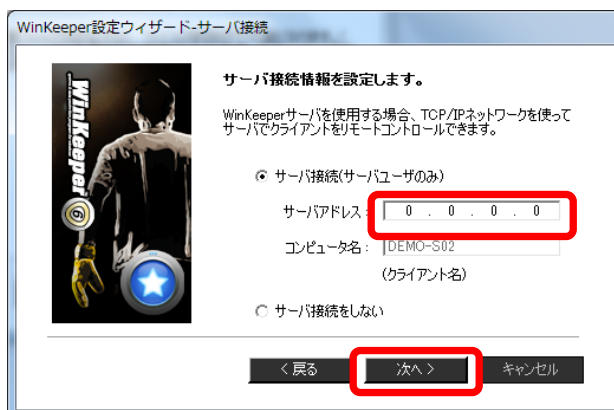 WinKeeper設定ウィザード-サーバ接続
WinKeeper
6
サーバ接続情報を設定します。
WinKeeperサーバを使用する場合、TCP/IPネットワークを使って
サーバでクライアントをリモートコントロールできます。
サーバ接続(サーバユーザのみ)
サーバアドレス: 0 . 0 . 0 . 0
コンピュータ名: DEMO-S02
(クライアント名)
サーバ接続をしない
< 戻る 次へ > キャンセル